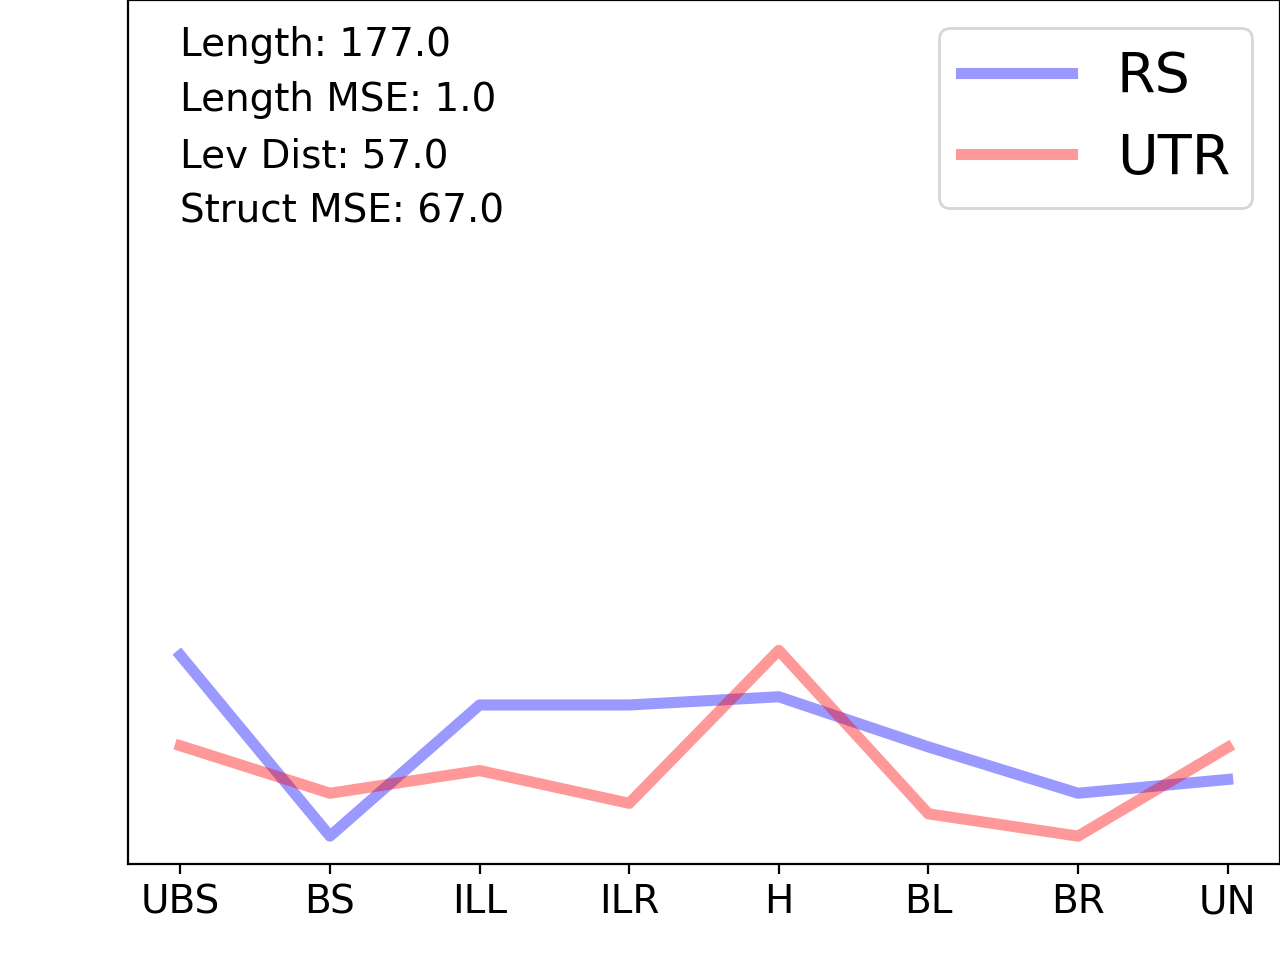 Length: 177.0
Length MSE: 1.0
Lev Dist: 57.0
Struct MSE: 67.0
RS
UTR
UBS BS ILL ILR H BL BR UN